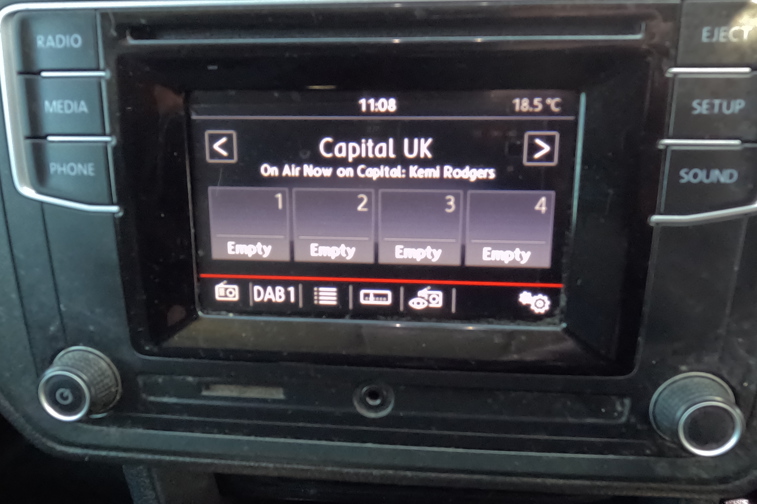 RADIO
MEDIA
PHONE
EJECT
SETUP
SOUND
11:08 18.5 °C
< Capital UK >
On Air Now on Capital: Kemi Rodgers
1 2 3 4
Empty Empty Empty Empty
DAB1